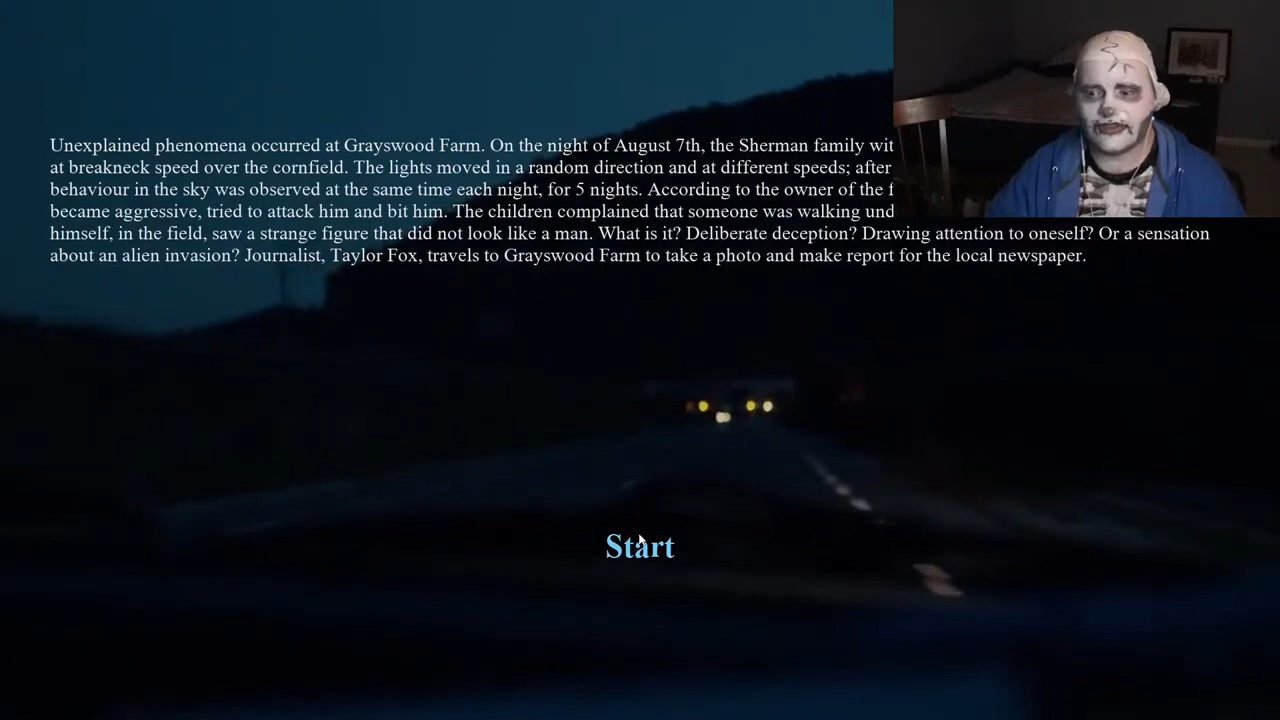 Unexplained phenomena occurred at Grayswood Farm. On the night of August 7th, the Sherman family wit
at breakneck speed over the cornfield. The lights moved in a random direction and at different speeds; after
behaviour in the sky was observed at the same time each night, for 5 nights. According to the owner of the f
became aggressive, tried to attack him and bit him. The children complained that someone was walking und
himself, in the field, saw a strange figure that did not look like a man. What is it? Deliberate deception? Drawing attention to oneself? Or a sensation
about an alien invasion? Journalist, Taylor Fox, travels to Grayswood Farm to take a photo and make report for the local newspaper.
Start